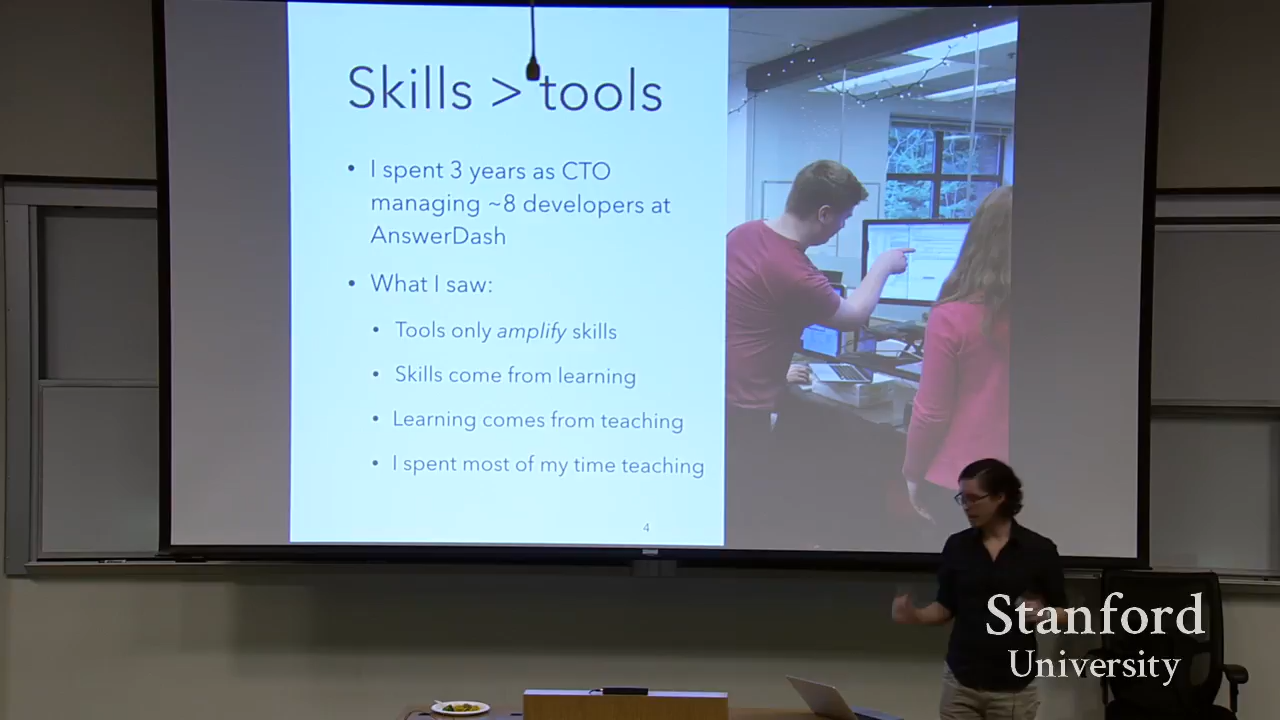 Skills > tools
• I spent 3 years as CTO
managing ~8 developers at
AnswerDash
• What I saw:
• Tools only amplify skills
• Skills come from learning
• Learning comes from teaching
• I spent most of my time teaching
4
Stanford
University